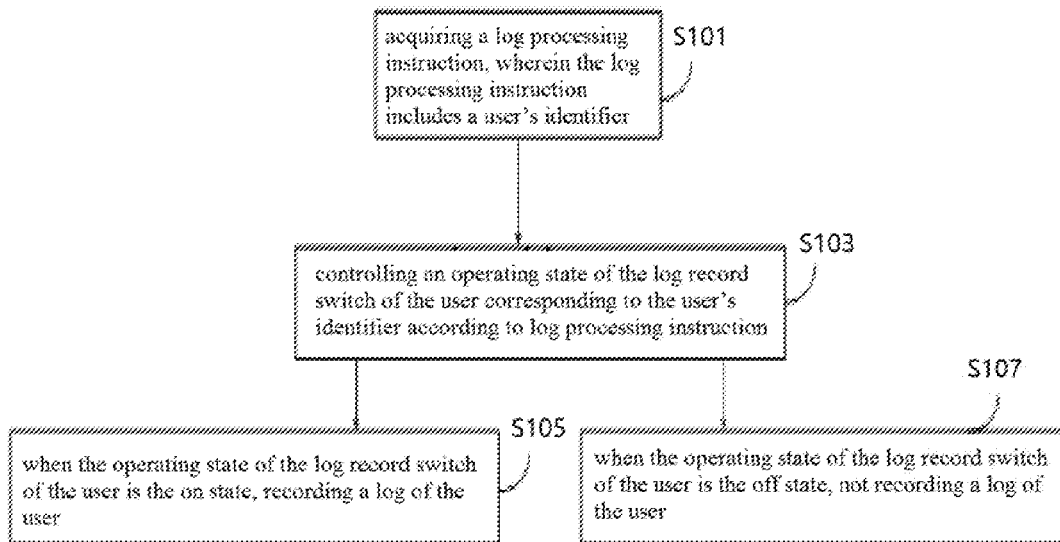 acquiring a log processing
instruction, wherein the log
processing instruction
includes a user's identifier
S101
controlling an operating state of the log record
switch of the user corresponding to the user's
identifier according to log processing instruction
S103
when the operating state of the log record switch
of the user is the on state, recording a log of the
user
S105
when the operating state of the log record switch
of the user is the off state, not recording a log of
the user
S107